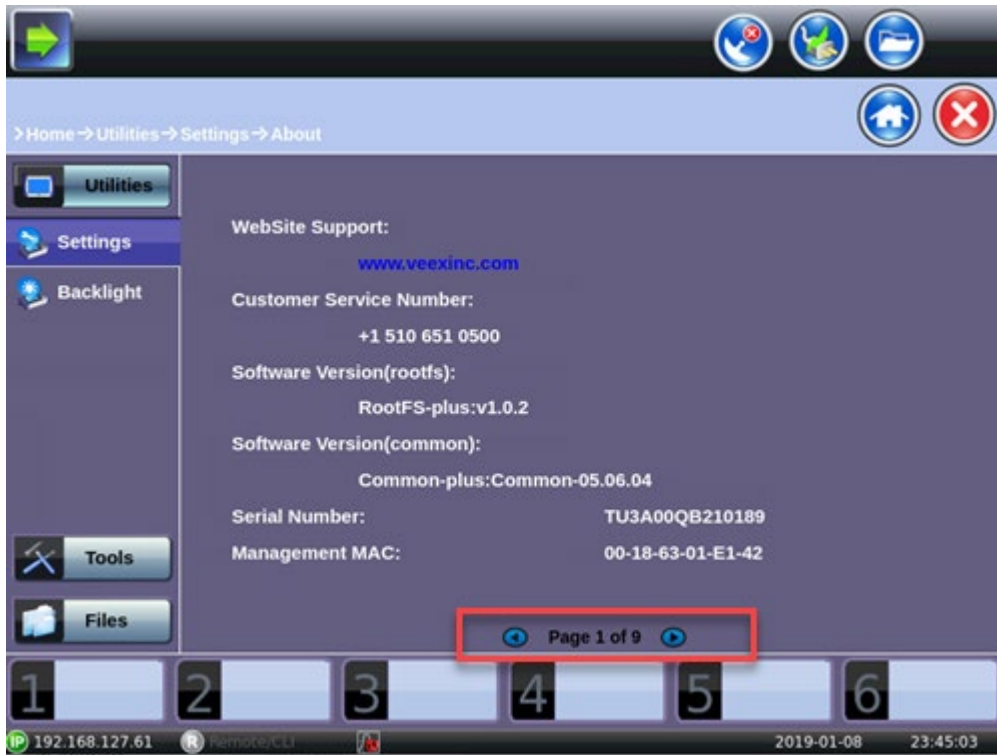 >Home→Utilities→Settings→About
Utilities
Settings
Backlight
WebSite Support:
www.veexinc.com
Customer Service Number:
+1 510 651 0500
Software Version(rootfs):
RootFS-plus:v1.0.2
Software Version(common):
Common-plus:Common-05.06.04
Serial Number: TU3A00QB210189
Management MAC: 00-18-63-01-E1-42
Tools
Files
Page 1 of 9
1 2 3 4 5 6
IP 192.168.127.61 R Remote/CLI 2019-01-08 23:45:03